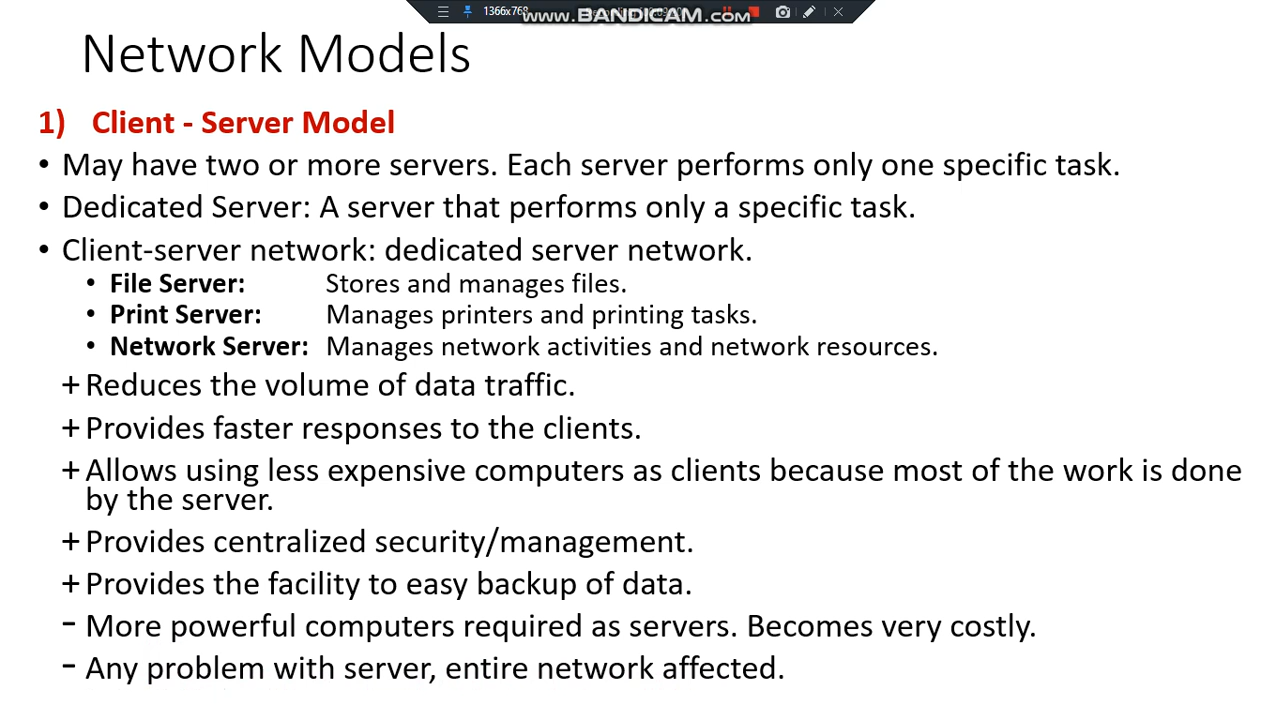 1366x768
www.BANDICAM.com
Network Models
1) Client - Server Model
• May have two or more servers. Each server performs only one specific task.
• Dedicated Server: A server that performs only a specific task.
• Client-server network: dedicated server network.
• File Server: Stores and manages files.
• Print Server: Manages printers and printing tasks.
• Network Server: Manages network activities and network resources.
+ Reduces the volume of data traffic.
+ Provides faster responses to the clients.
+ Allows using less expensive computers as clients because most of the work is done
by the server.
+ Provides centralized security/management.
+ Provides the facility to easy backup of data.
- More powerful computers required as servers. Becomes very costly.
- Any problem with server, entire network affected.